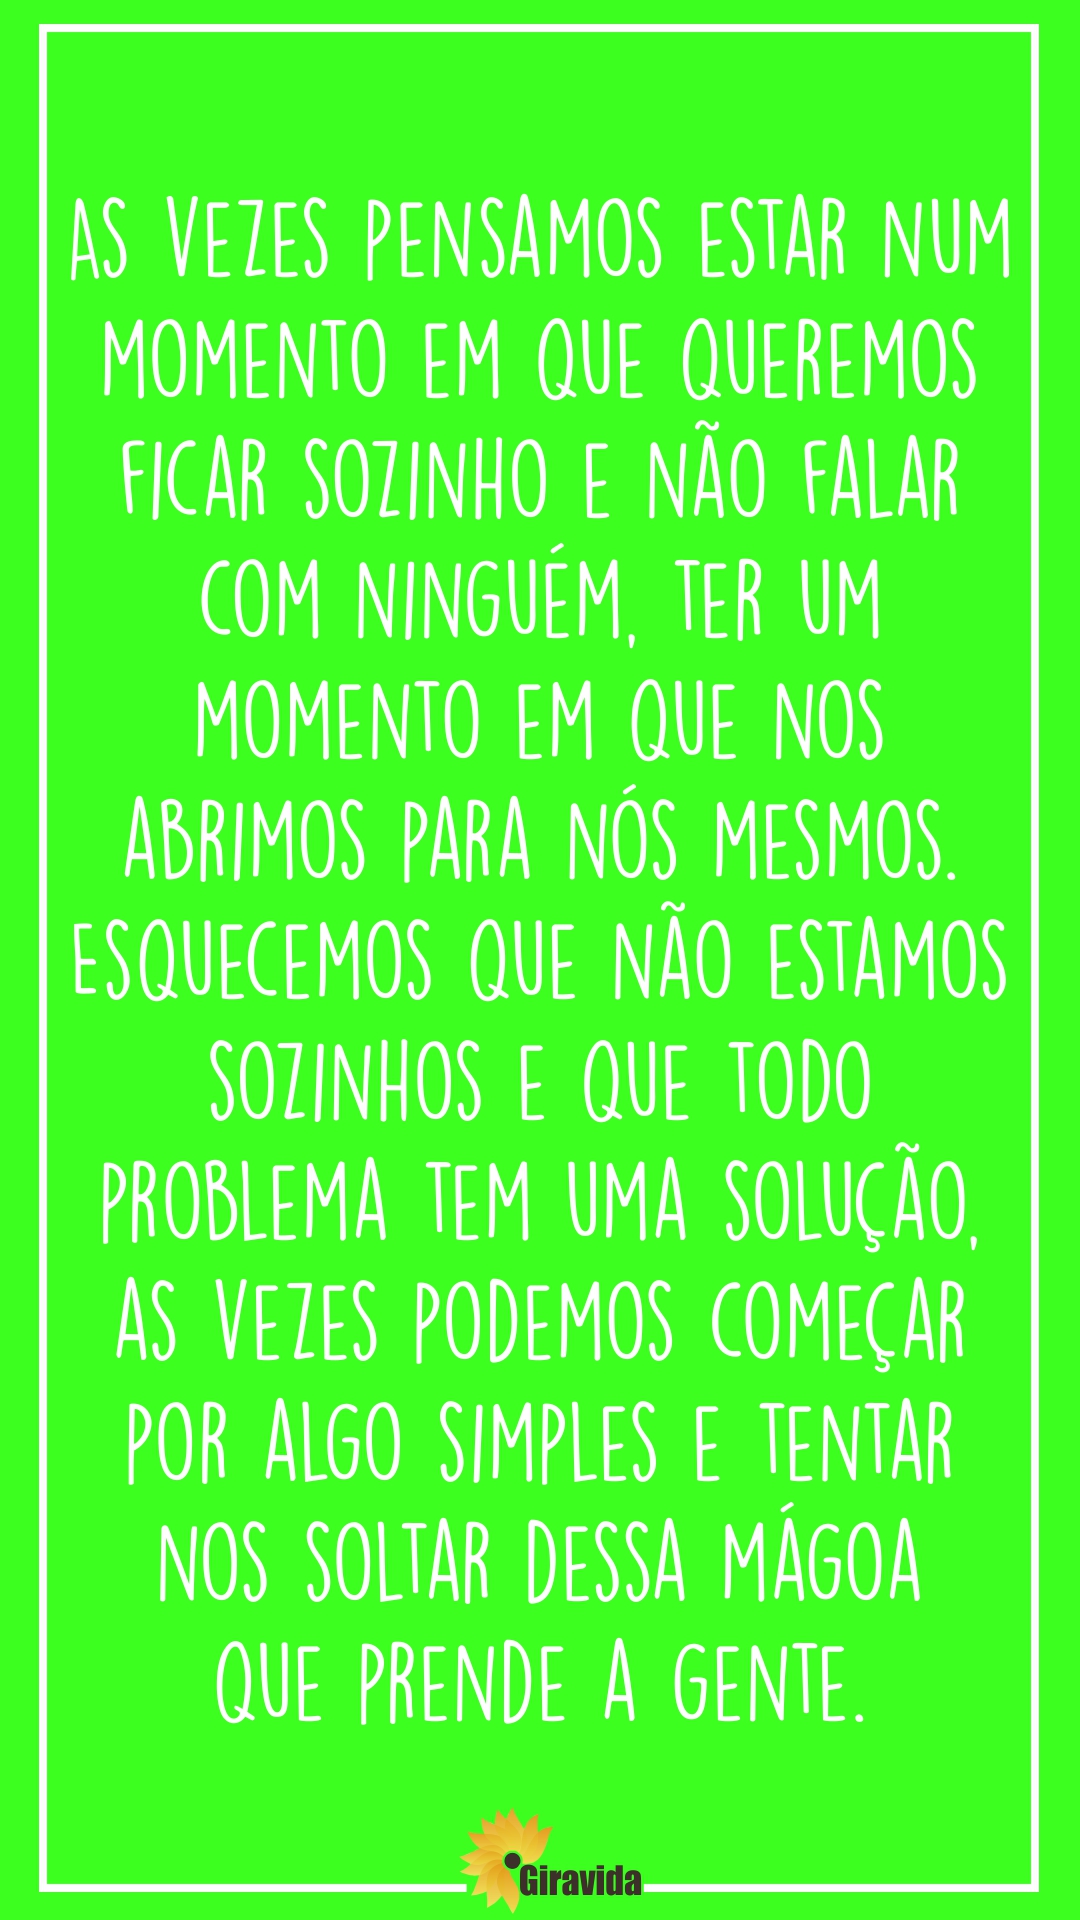 AS VEZES PENSAMOS ESTAR NUM
MOMENTO EM QUE QUEREMOS
FICAR SOZINHO E NÃO FALAR
COM NINGUÉM, TER UM
MOMENTO EM QUE NOS
ABRIMOS PARA NÓS MESMOS.
ESQUECEMOS QUE NÃO ESTAMOS
SOZINHOS E QUE TODO
PROBLEMA TEM UMA SOLUÇÃO,
AS VEZES PODEMOS COMEÇAR
POR ALGO SIMPLES E TENTAR
NOS SOLTAR DESSA MÁGOA
QUE PRENDE A GENTE.
Giravida